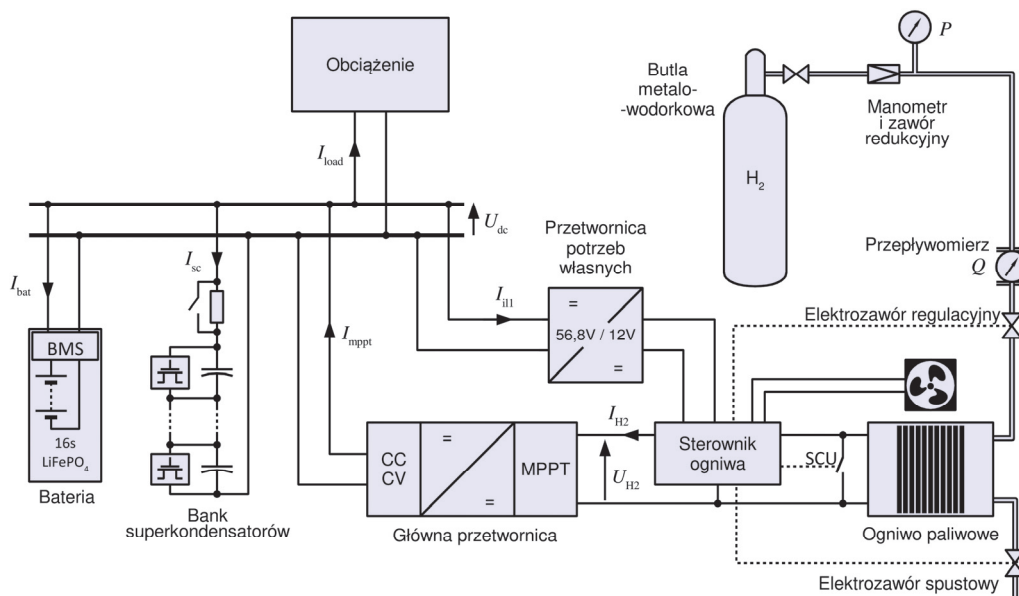 Obciążenie
P
Butla
metalo-
-wodorkowa
Manometr
i zawór
redukcyjny
H2
Iload
Udc
Przetwornica
potrzeb
własnych
Przepływomierz
Q
Isc
Ibat
Iil1
Elektrozawór regulacyjny
=
56,8V / 12V
=
Imppt
BMS
IH2
CC
CV
=
=
MPPT
Sterownik
ogniwa
SCU
16s
LiFePO4
UH2
Bateria
Bank
superkondensatorów
Główna przetwornica
Ogniwo paliwowe
Elektrozawór spustowy